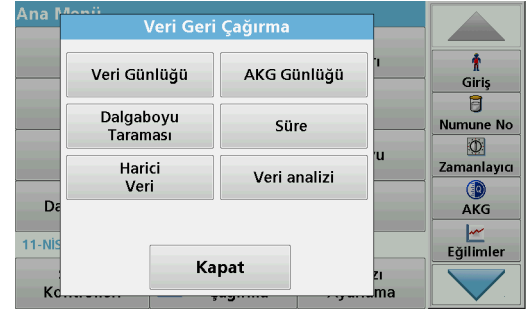 Ana Menü
Veri Geri Çağırma
Veri Günlüğü
AKG Günlüğü
Dalgaboyu
Taraması
Süre
Harici
Veri
Veri analizi
Kapat
Giriş
Numune No
Zamanlayıcı
AKG
Eğilimler
11-NİS